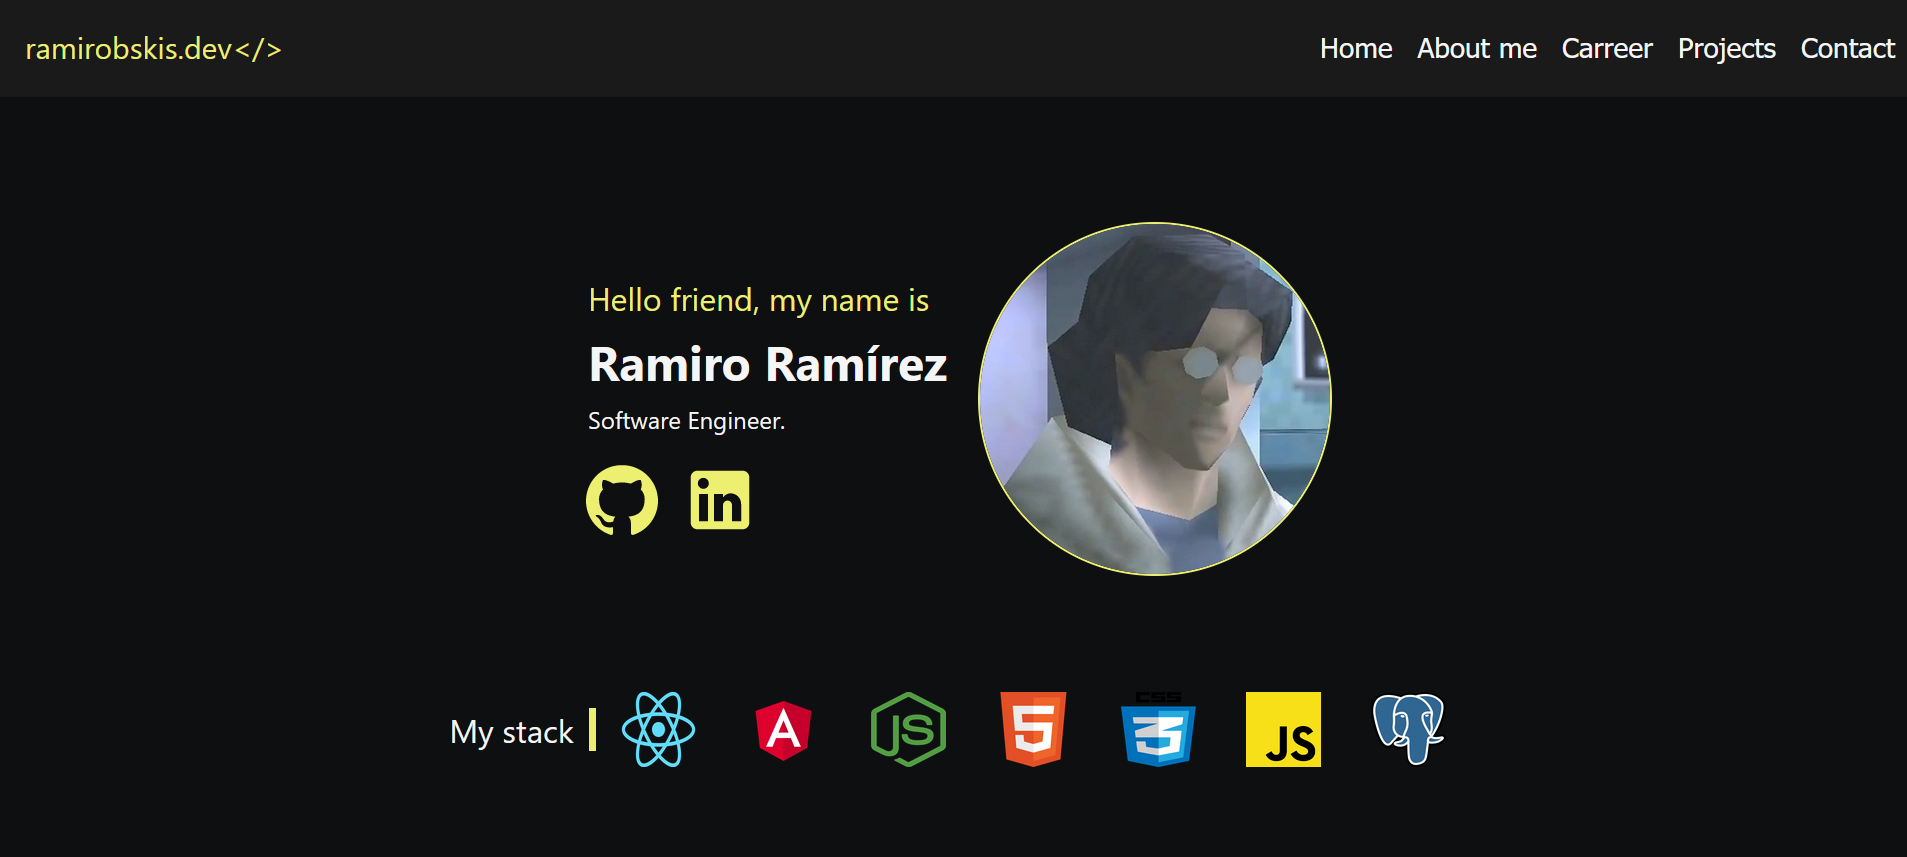 ramirobskis.dev</>
Home About me Carreer Projects Contact
Hello friend, my name is
Ramiro Ramírez
Software Engineer.
in
My stack
A
JS
5
CSS
3
JS